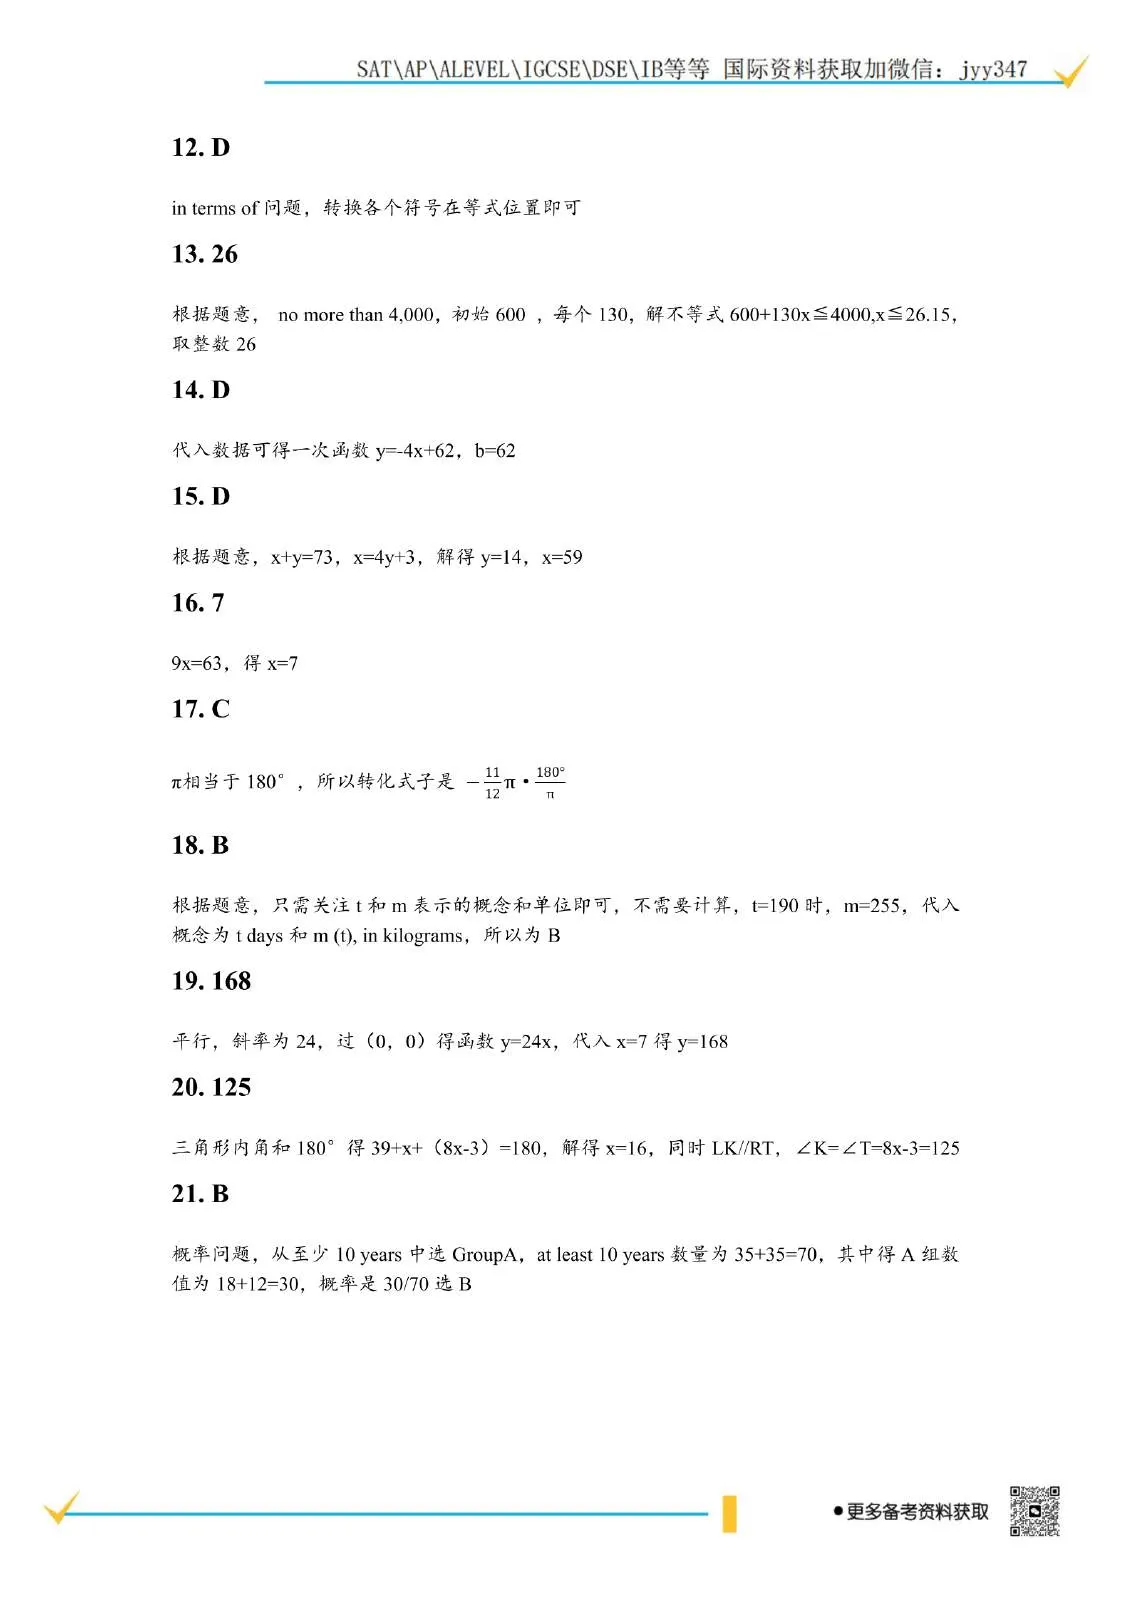 SAT\AP\ALEVEL\IGCSE\DSE\IB等等 国际资料获取加微信：jyy347
12. D
in terms of 问题，转换各个符号在等式位置即可
13. 26
根据题意， no more than 4,000，初始 600 ，每个 130，解不等式 600+130x≦4000,x≦26.15，
取整数 26
14. D
代入数据可得一次函数 y=-4x+62，b=62
15. D
根据题意，x+y=73，x=4y+3，解得 y=14，x=59
16. 7
9x=63，得 x=7
17. C
π相当于 180°，所以转化式子是 −11/12 π·180°/π
18. B
根据题意，只需关注 t 和 m 表示的概念和单位即可，不需要计算，t=190 时，m=255，代入
概念为 t days 和 m (t), in kilograms，所以为 B
19. 168
平行，斜率为 24，过（0，0）得函数 y=24x，代入 x=7 得 y=168
20. 125
三角形内角和 180°得 39+x+（8x-3）=180，解得 x=16，同时 LK//RT，∠K=∠T=8x-3=125
21. B
概率问题，从至少 10 years 中选 GroupA，at least 10 years 数量为 35+35=70，其中得 A 组数
值为 18+12=30，概率是 30/70 选 B
●更多备考资料获取